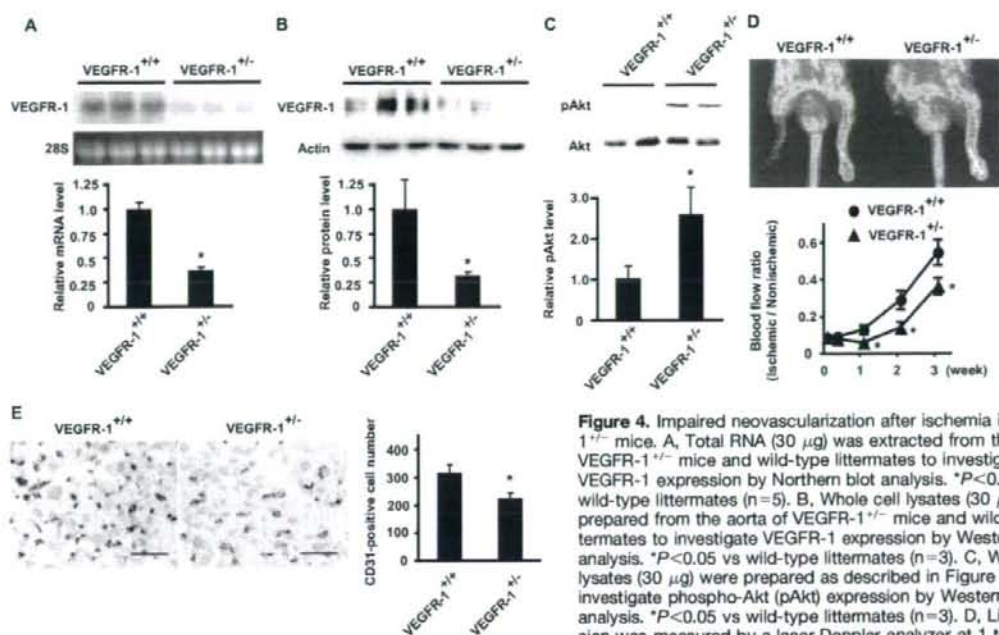 A
VEGFR-1+/+ VEGFR-1+/-
VEGFR-1
28S
Relative mRNA level
1.25
1.0
0.75
0.5
0.25
0
*
VEGFR-1+/+
VEGFR-1+/-
B
VEGFR-1+/+ VEGFR-1+/-
VEGFR-1
Actin
Relative protein level
1.25
1.0
0.75
0.5
0.25
0
*
VEGFR-1+/+
VEGFR-1+/-
C
VEGFR-1+/+
VEGFR-1+/-
pAkt
Akt
Relative pAkt level
3.0
2.0
1.0
0
*
VEGFR-1+/+
VEGFR-1+/-
D
VEGFR-1+/+ VEGFR-1+/-
VEGFR-1+/+
VEGFR-1+/-
Blood flow ratio
(Ischemic / Nonischemic)
0.6
0.4
0.2
0
* * *
0 1 2 3 (week)
E
VEGFR-1+/+ VEGFR-1+/-
CD31-positive cell number
400
300
200
100
0
*
VEGFR-1+/+
VEGFR-1+/-
Figure 4. Impaired neovascularization after ischemia
1+/- mice. A, Total RNA (30 μg) was extracted from
VEGFR-1+/- mice and wild-type littermates to
VEGFR-1 expression by Northern blot analysis. *P<0.
wild-type littermates (n=5). B, Whole cell lysates (30
prepared from the aorta of VEGFR-1+/- mice and
termates to investigate VEGFR-1 expression by
analysis. *P<0.05 vs wild-type littermates (n=3). C,
lysates (30 μg) were prepared as described in Figure
investigate phospho-Akt (pAkt) expression by
analysis. *P<0.05 vs wild-type littermates (n=3). D,